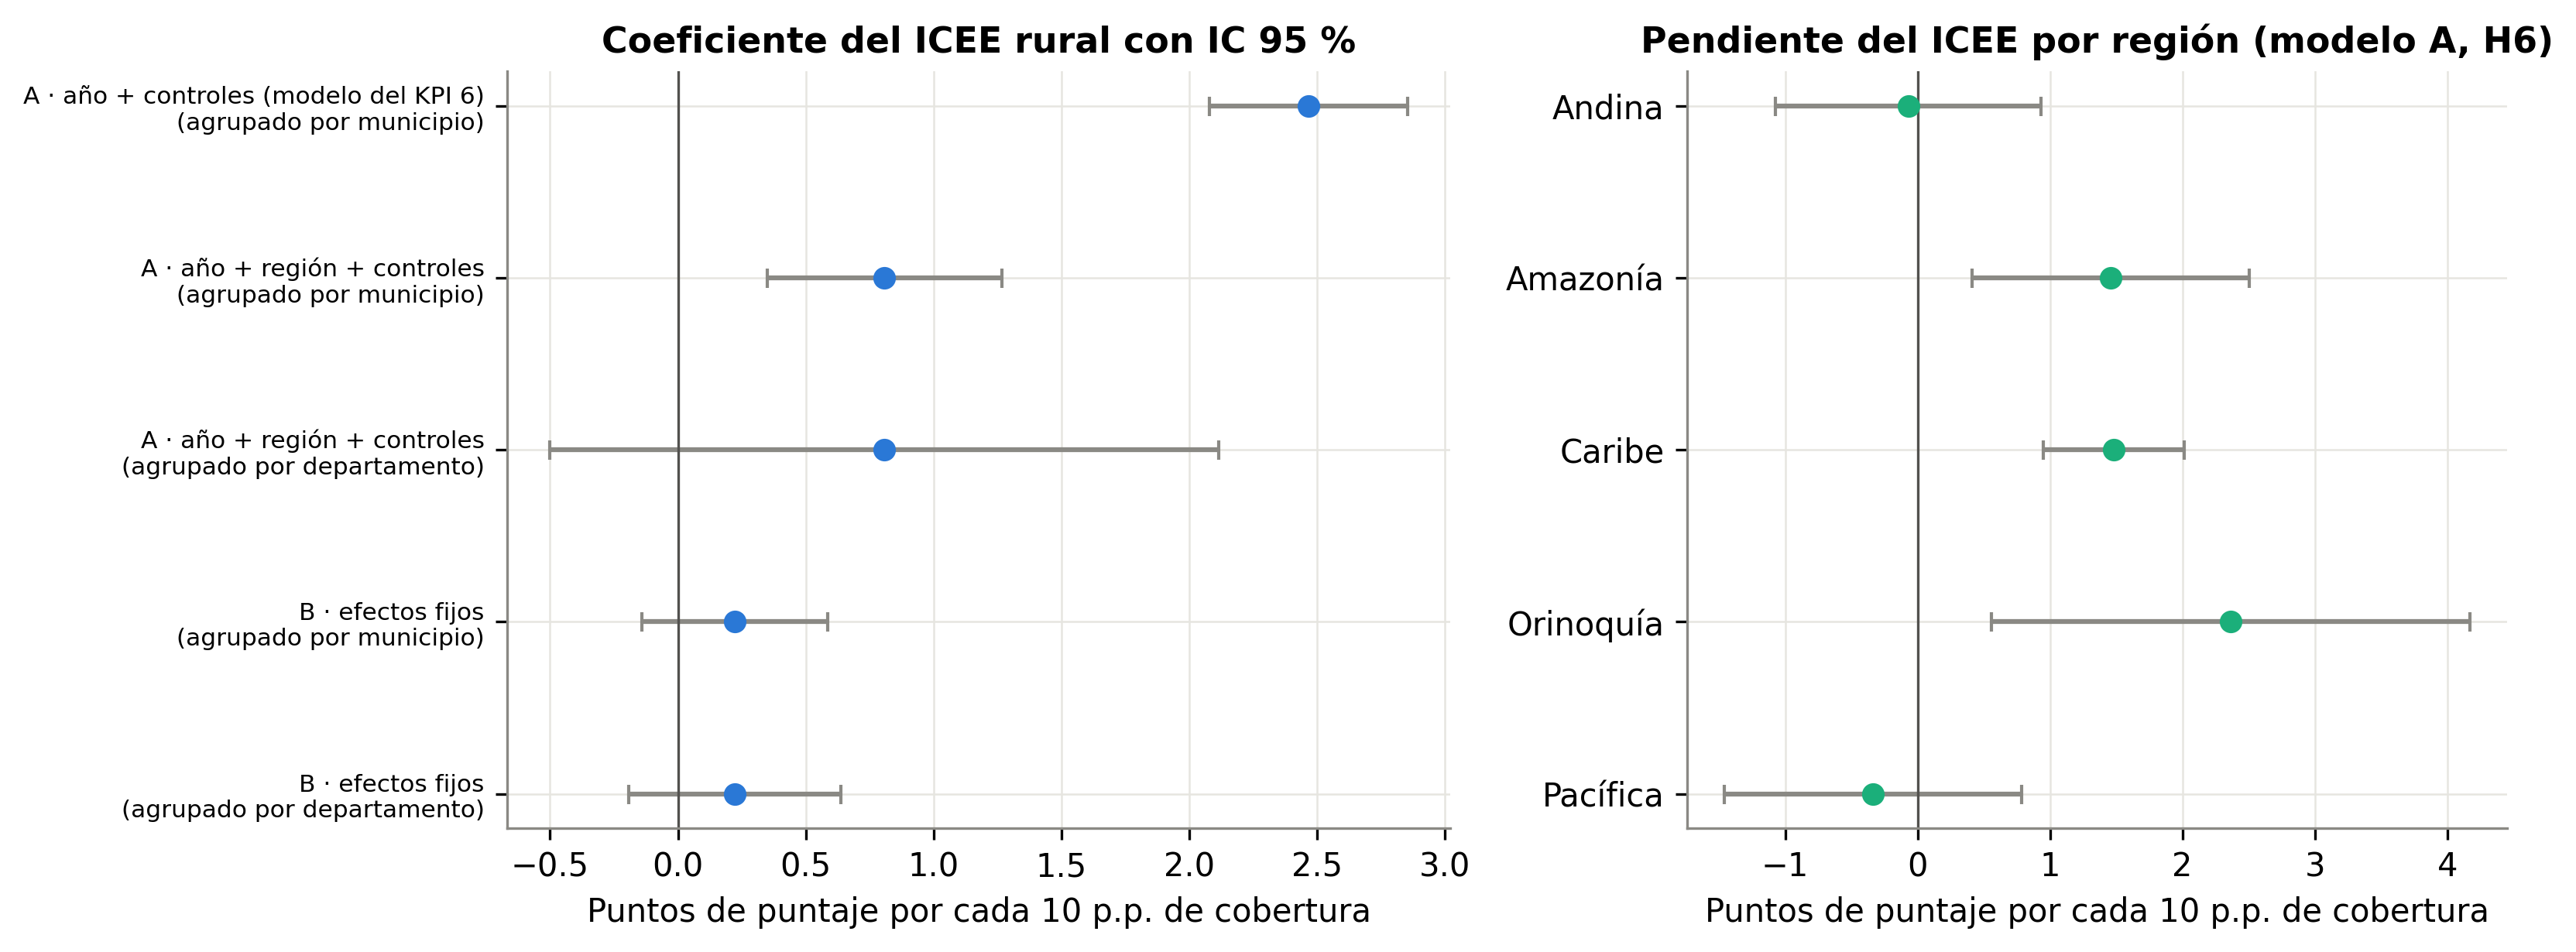 Coeficiente del ICEE rural con IC 95 %
A · año + controles (modelo del KPI 6)
(agrupado por municipio)
A · año + región + controles
(agrupado por municipio)
A · año + región + controles
(agrupado por departamento)
B · efectos fijos
(agrupado por municipio)
B · efectos fijos
(agrupado por departamento)
−0.5 0.0 0.5 1.0 1.5 2.0 2.5 3.0
Puntos de puntaje por cada 10 p.p. de cobertura
Pendiente del ICEE por región (modelo A, H6)
Andina
Amazonía
Caribe
Orinoquía
Pacífica
−1 0 1 2 3 4
Puntos de puntaje por cada 10 p.p. de cobertura